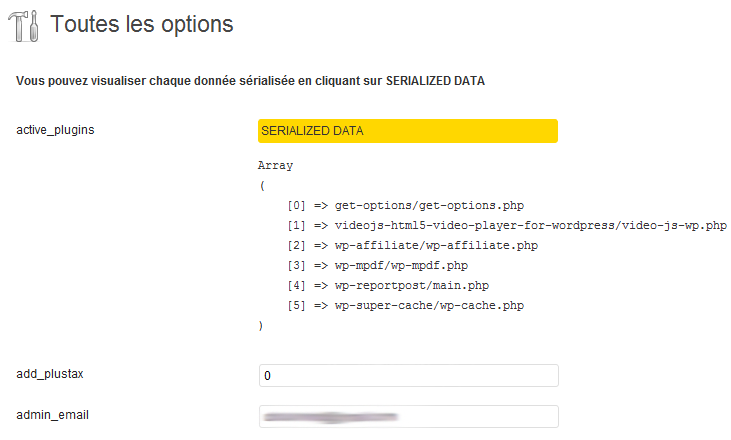 Toutes les options
Vous pouvez visualiser chaque donnée sérialisée en cliquant sur SERIALIZED DATA
active_plugins
SERIALIZED DATA
Array
(
[0] => get-options/get-options.php
[1] => videojs-html5-video-player-for-wordpress/video-js-wp.php
[2] => wp-affiliate/wp-affiliate.php
[3] => wp-mpdf/wp-mpdf.php
[4] => wp-reportpost/main.php
[5] => wp-super-cache/wp-cache.php
)
add_plustax
0
admin_email